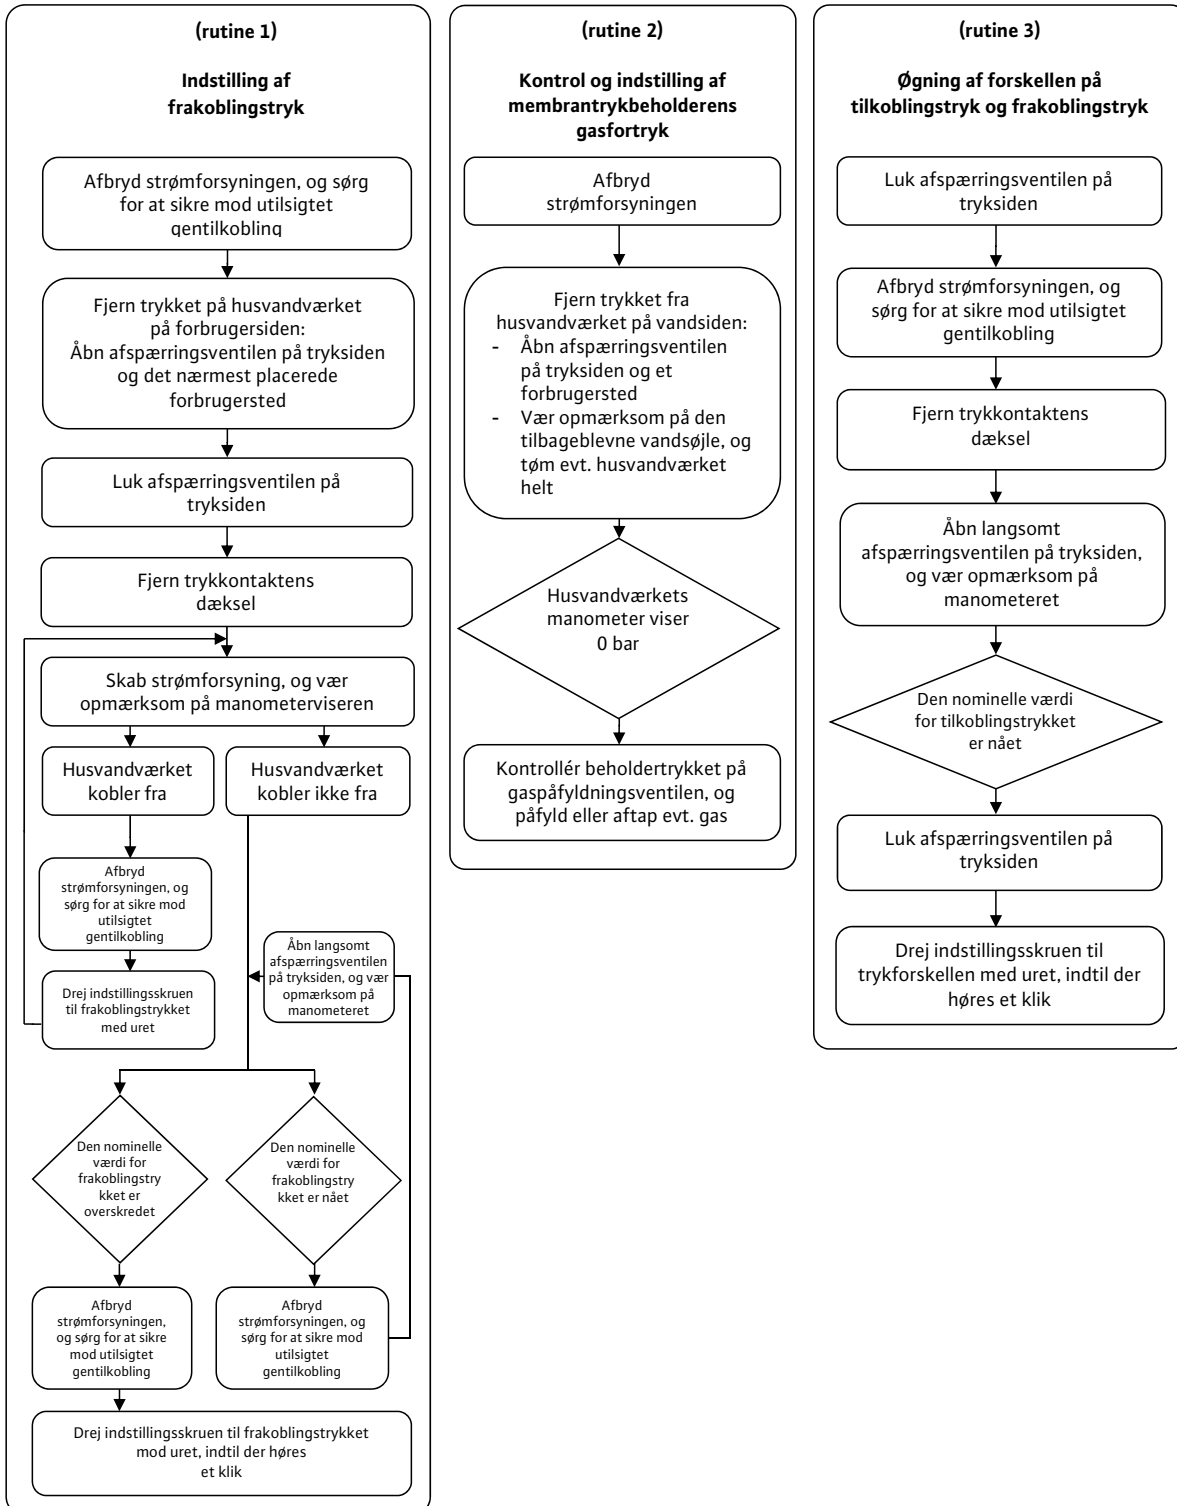 (rutine 1)
Indstilling af
frakoblingstryk
Afbryd strømforsyningen, og sørg
for at sikre mod utilsigtet
gentilkobling
Fjern trykket på husvandværket
på forbrugersiden:
Åbn afspærringsventilen på tryksiden
og det nærmest placerede
forbrugersted
Luk afspærringsventilen på
tryksiden
Fjern trykkontaktens
dæksel
Skab strømforsyning, og vær
opmærksom på manometerviseren
Husvandværket
kobler fra
Husvandværket
kobler ikke fra
Afbryd
strømforsyningen, og
sørg for at sikre mod
utilsigtet
gentilkobling
Drej indstillingsskruen
til frakoblingstrykket
med uret
Åbn langsomt
afspærringsventilen
på tryksiden, og vær
opmærksom på
manometeret
Den nominelle
værdi for
frakoblingstry
kket er
overskredet
Den nominelle
værdi for
frakoblingstry
kket er nået
Afbryd
strømforsyningen,
og sørg for at sikre
mod utilsigtet
gentilkobling
Afbryd
strømforsyningen, og
sørg for at sikre mod
utilsigtet
gentilkobling
Drej indstillingsskruen til frakoblingstrykket
mod uret, indtil der høres
et klik
(rutine 2)
Kontrol og indstilling af
membrantrykbeholderens
gasfortryk
Afbryd
strømforsyningen
Fjern trykket fra
husvandværket på vandsiden:
- Åbn afspærringsventilen
på tryksiden og et
forbrugersted
- Vær opmærksom på den
tilbageblevne vandsøjle, og
tøm evt. husvandværket
helt
Husvandværkets
manometer viser
0 bar
Kontrollér beholdertrykket på
gaspåfyldningsventilen, og
påfyld eller aftap evt. gas
(rutine 3)
Øgning af forskellen på
tilkoblingstryk og frakoblingstryk
Luk afspærringsventilen på
tryksiden
Afbryd strømforsyningen, og
sørg for at sikre mod utilsigtet
gentilkobling
Fjern trykkontaktens
dæksel
Åbn langsomt
afspærringsventilen på tryksiden,
og vær opmærksom på
manometeret
Den nominelle værdi
for tilkoblingstrykket
er nået
Luk afspærringsventilen på
tryksiden
Drej indstillingsskruen til
trykforskellen med uret, indtil der
høres et klik